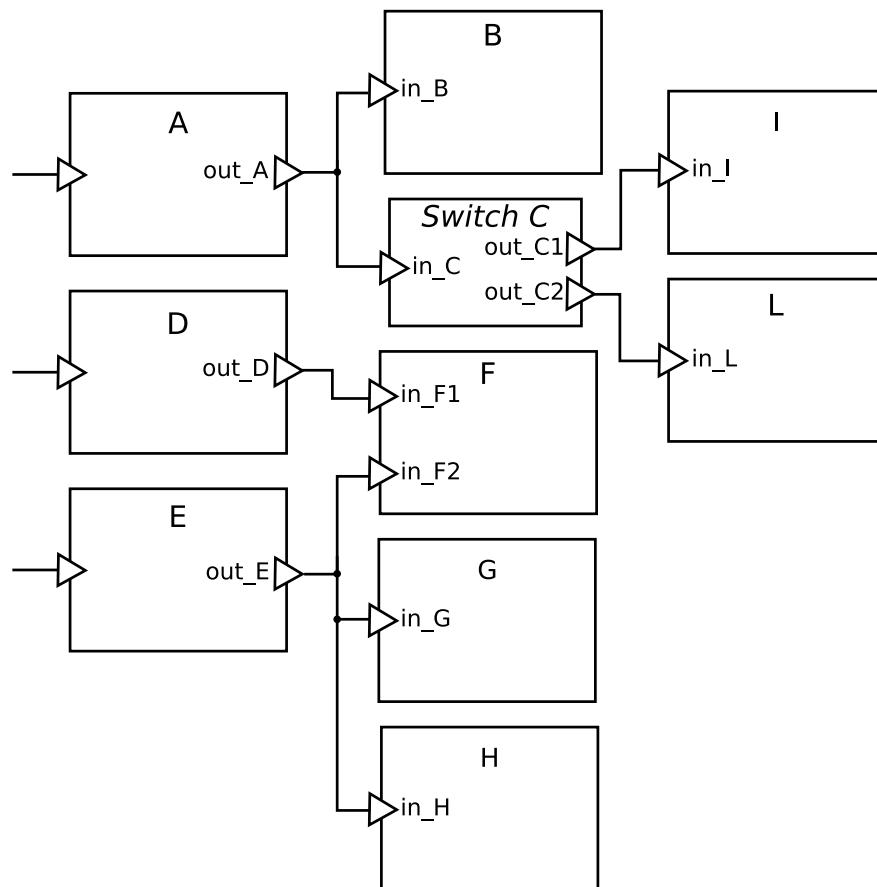 A
out_A
B
in_B
Switch C
in_C
out_C1
out_C2
I
in_I
L
in_L
D
out_D
F
in_F1
in_F2
E
out_E
G
in_G
H
in_H